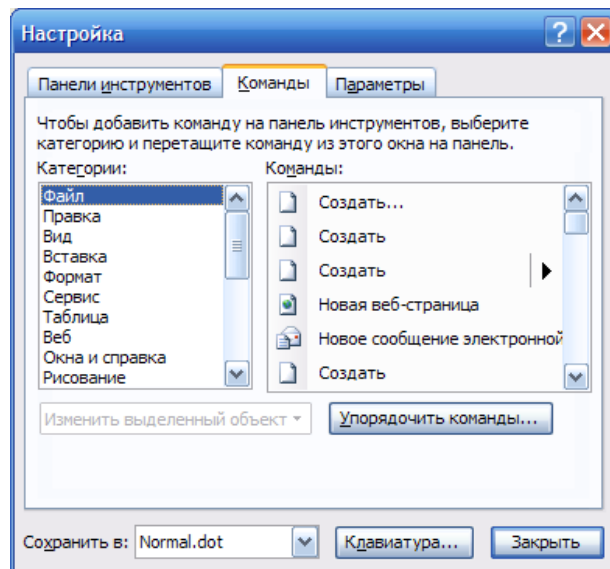 Настройка
Панели инструментов
Команды
Параметры
Чтобы добавить команду на панель инструментов, выберите
категорию и перетащите команду из этого окна на панель.
Категории:
Команды:
Файл
Правка
Вид
Вставка
Формат
Сервис
Таблица
Веб
Окна и справка
Рисование
Создать...
Создать
Создать
Новая веб-страница
Новое сообщение электронной
Создать
Изменить выделенный объект
Упорядочить команды...
Сохранить в:
Normal.dot
Клавиатура...
Закрыть